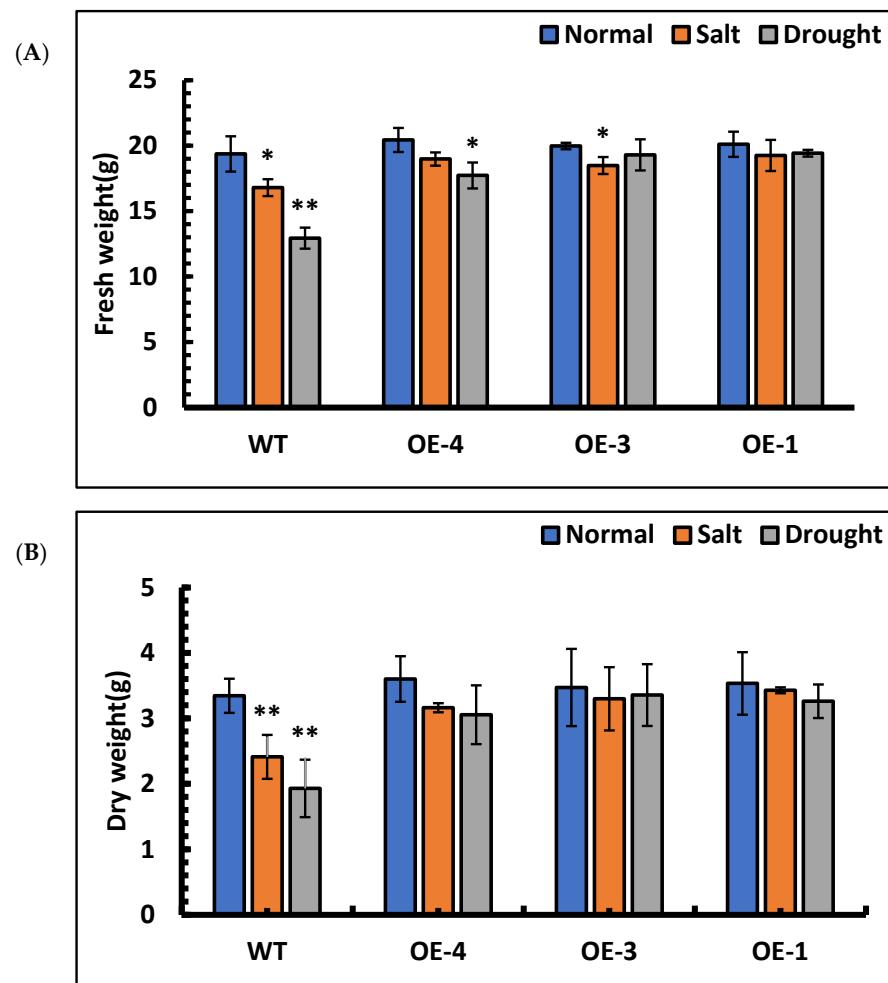 (A)
Normal Salt Drought
Fresh weight(g)
25
20
15
10
5
0
* ** * *
WT OE-4 OE-3 OE-1
(B)
Normal Salt Drought
Dry weight(g)
5
4
3
2
1
0
** **
WT OE-4 OE-3 OE-1